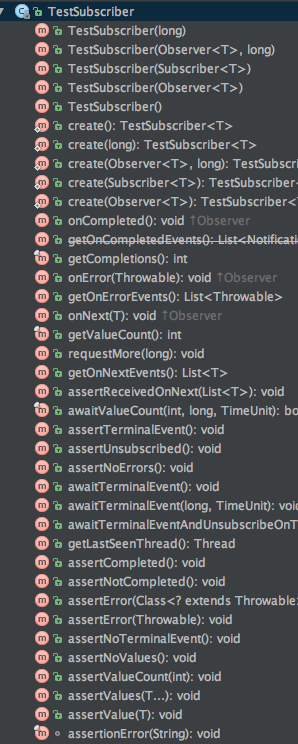 TestSubscriber
TestSubscriber(long)
TestSubscriber(Observer<T>, long)
TestSubscriber(Subscriber<T>)
TestSubscriber(Observer<T>)
TestSubscriber()
create(): TestSubscriber<T>
create(long): TestSubscriber<T>
create(Observer<T>, long): TestSubscri
create(Subscriber<T>): TestSubscriber<
create(Observer<T>): TestSubscriber<T
onCompleted(): void ↑Observer
getOnCompletedEvents(): List<Notificati
getCompletions(): int
onError(Throwable): void ↑Observer
getOnErrorEvents(): List<Throwable>
onNext(T): void ↑Observer
getValueCount(): int
requestMore(long): void
getOnNextEvents(): List<T>
assertReceivedOnNext(List<T>): void
awaitValueCount(int, long, TimeUnit): bo
assertTerminalEvent(): void
assertUnsubscribed(): void
assertNoErrors(): void
awaitTerminalEvent(): void
awaitTerminalEvent(long, TimeUnit): voi
awaitTerminalEventAndUnsubscribeOnT
getLastSeenThread(): Thread
assertCompleted(): void
assertNotCompleted(): void
assertError(Class<? extends Throwable>
assertError(Throwable): void
assertNoTerminalEvent(): void
assertNoValues(): void
assertValueCount(int): void
assertValues(T...): void
assertValue(T): void
assertionError(String): void